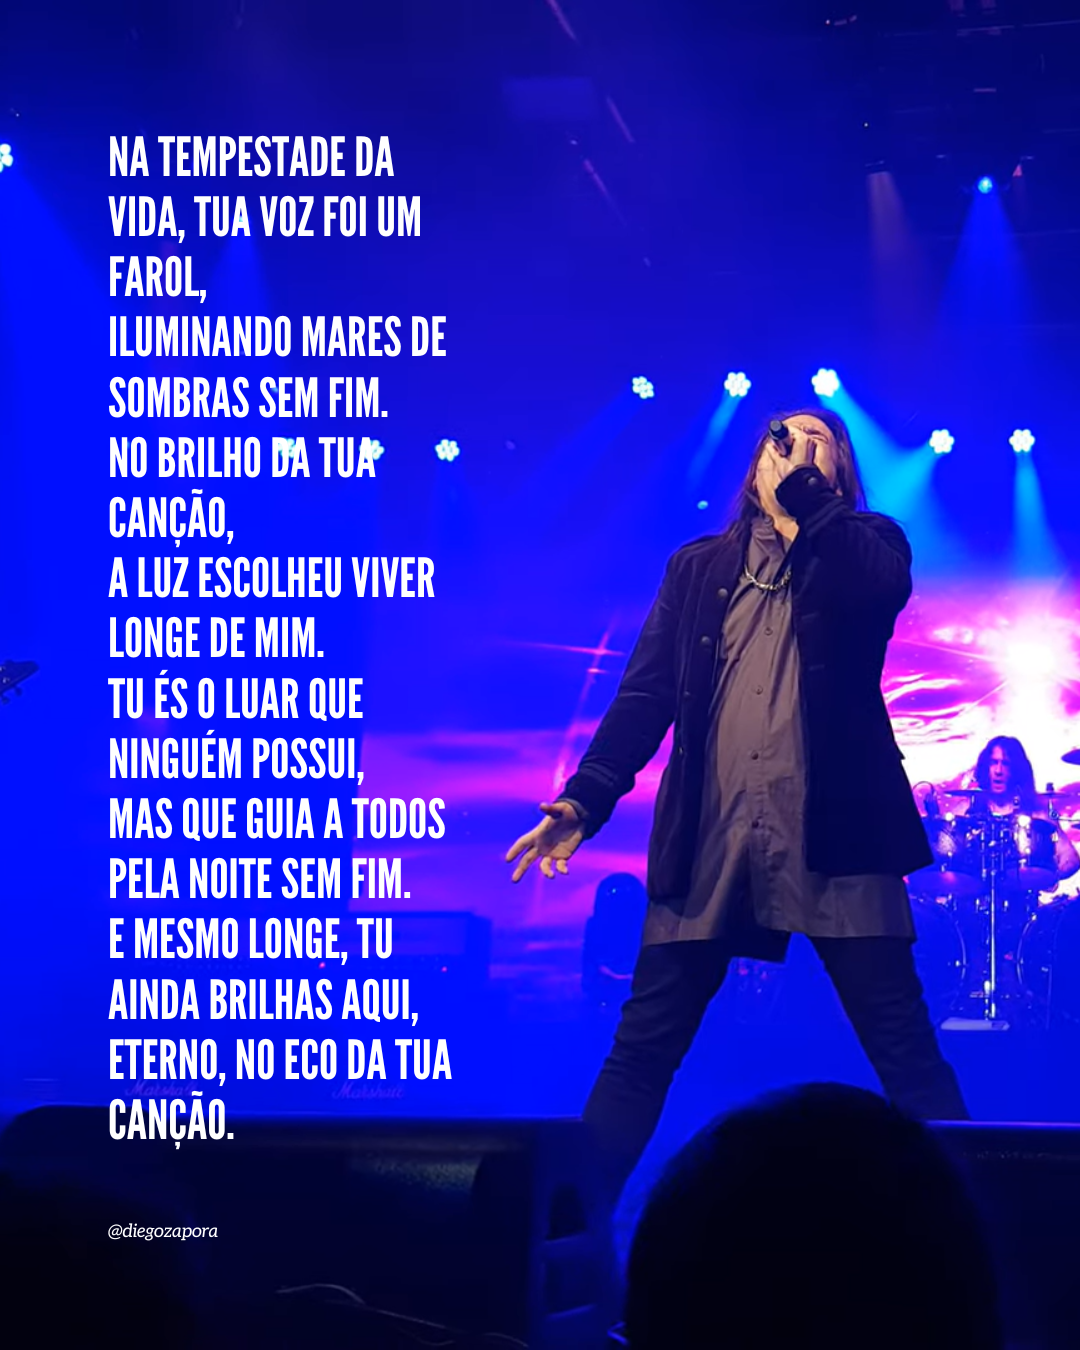 NA TEMPESTADE DA
VIDA, TUA VOZ FOI UM
FAROL,
ILUMINANDO MARES DE
SOMBRAS SEM FIM.
NO BRILHO DA TUA
CANÇÃO,
A LUZ ESCOLHEU VIVER
LONGE DE MIM.
TU ÉS O LUAR QUE
NINGUÉM POSSUI,
MAS QUE GUIA A TODOS
PELA NOITE SEM FIM.
E MESMO LONGE, TU
AINDA BRILHAS AQUI,
ETERNO, NO ECO DA TUA
CANÇÃO.
Marshall Marshall
@diegozapora